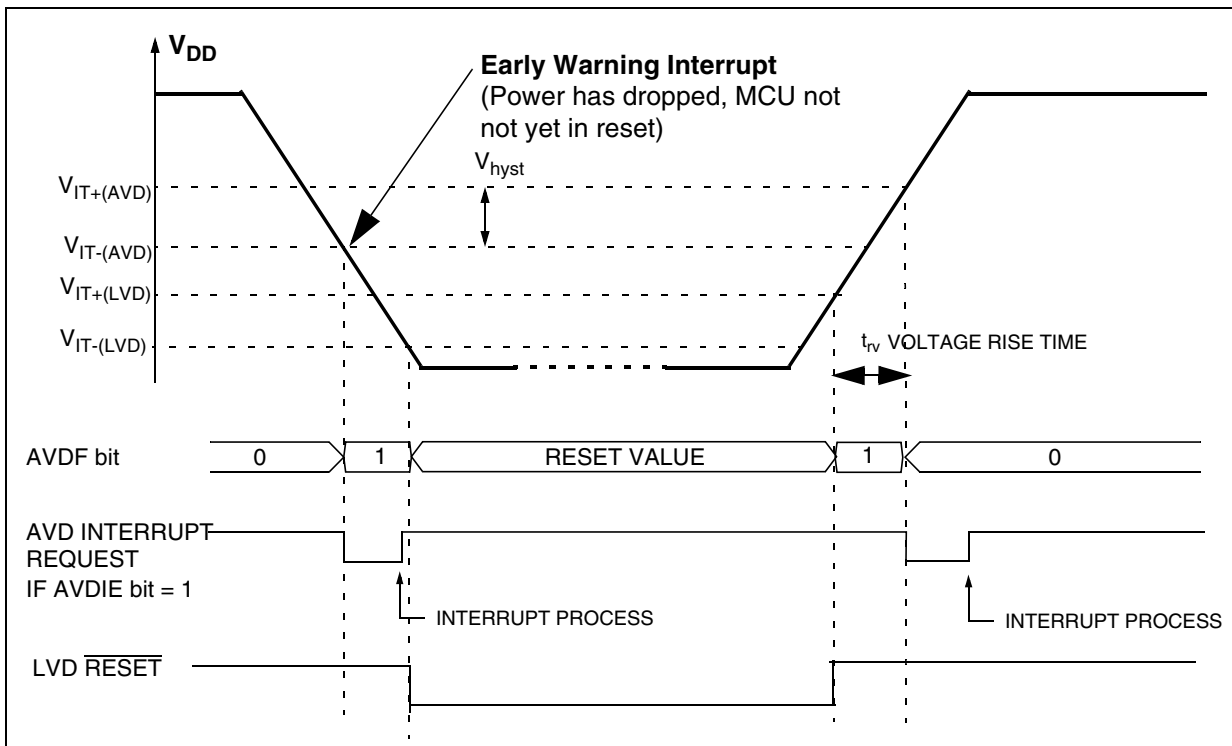 VDD
Early Warning Interrupt
(Power has dropped, MCU not
not yet in reset)
Vhyst
VIT+(AVD)
VIT-(AVD)
VIT+(LVD)
VIT-(LVD)
trv VOLTAGE RISE TIME
AVDF bit
0
1
RESET VALUE
1
0
AVD INTERRUPT
REQUEST
IF AVDIE bit = 1
INTERRUPT PROCESS
INTERRUPT PROCESS
LVD RESET